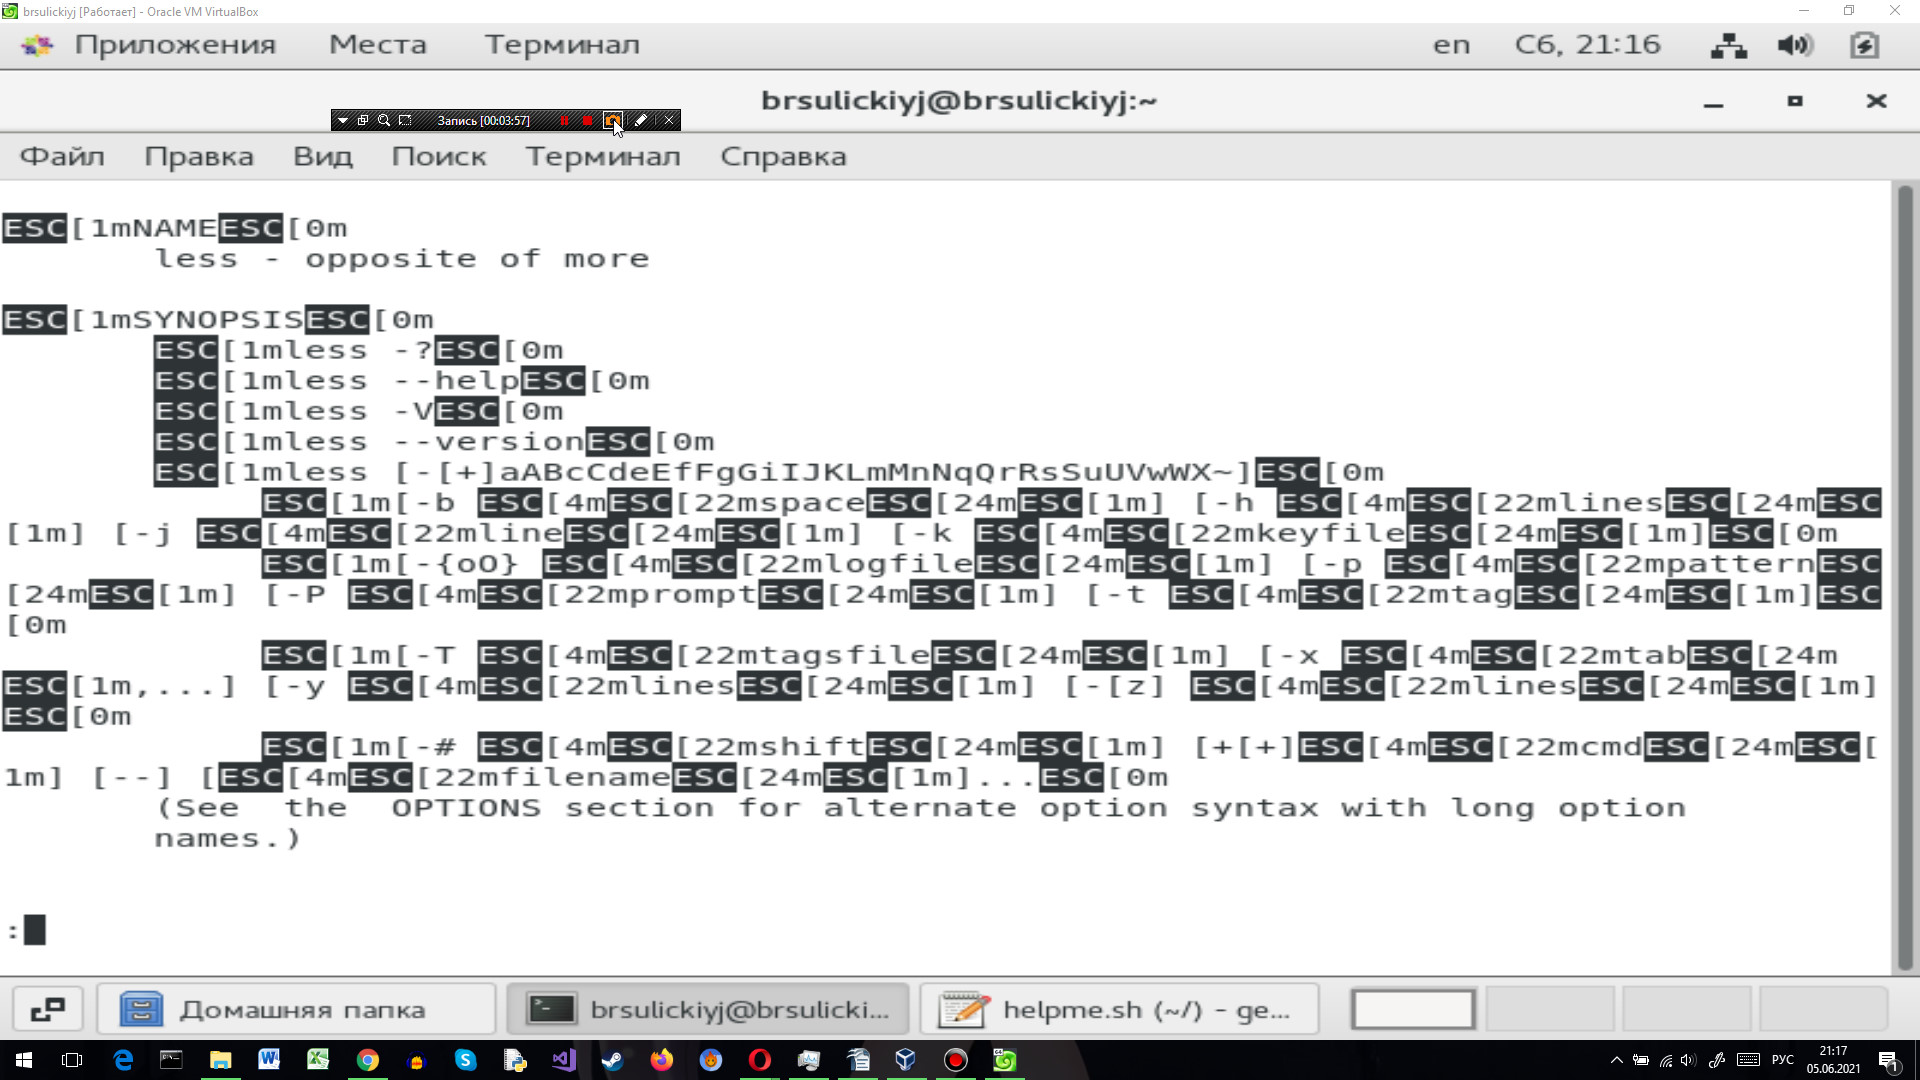 brsulickiyj [Работает] - Oracle VM VirtualBox
Приложения Места Терминал en Сб, 21:16
brsulickiyj@brsulickiyj:~
Запись [00:03:57]
Файл Правка Вид Поиск Терминал Справка
ESC[1mNAMEESC[0m
less - opposite of more
ESC[1mSYNOPSISESC[0m
ESC[1mless -?ESC[0m
ESC[1mless --helpESC[0m
ESC[1mless -VESC[0m
ESC[1mless --versionESC[0m
ESC[1mless [-[+]aABcCdeEfFgGiIJKLmMnNqQrRsSuUVwWX~]ESC[0m
ESC[1m[-b ESC[4mESC[22mspaceESC[24mESC[1m] [-h ESC[4mESC[22mlinesESC[24mESC
[1m] [-j ESC[4mESC[22mlineESC[24mESC[1m] [-k ESC[4mESC[22mkeyfileESC[24mESC[1m]ESC[0m
ESC[1m[-{oO} ESC[4mESC[22mlogfileESC[24mESC[1m] [-p ESC[4mESC[22mpatternESC
[24mESC[1m] [-P ESC[4mESC[22mpromptESC[24mESC[1m] [-t ESC[4mESC[22mtagESC[24mESC[1m]ESC
[0m
ESC[1m[-T ESC[4mESC[22mtagsfileESC[24mESC[1m] [-x ESC[4mESC[22mtabESC[24m
ESC[1m,...] [-y ESC[4mESC[22mlinesESC[24mESC[1m] [-[z] ESC[4mESC[22mlinesESC[24mESC[1m]
ESC[0m
ESC[1m[-# ESC[4mESC[22mshiftESC[24mESC[1m] [+[+]ESC[4mESC[22mcmdESC[24mESC[
1m] [--] [ESC[4mESC[22mfilenameESC[24mESC[1m]...ESC[0m
(See the OPTIONS section for alternate option syntax with long option
names.)
:
Домашняя папка brsulickiyj@brsulicki... helpme.sh (~/) - ge...
РУС 21:17
05.06.2021 1